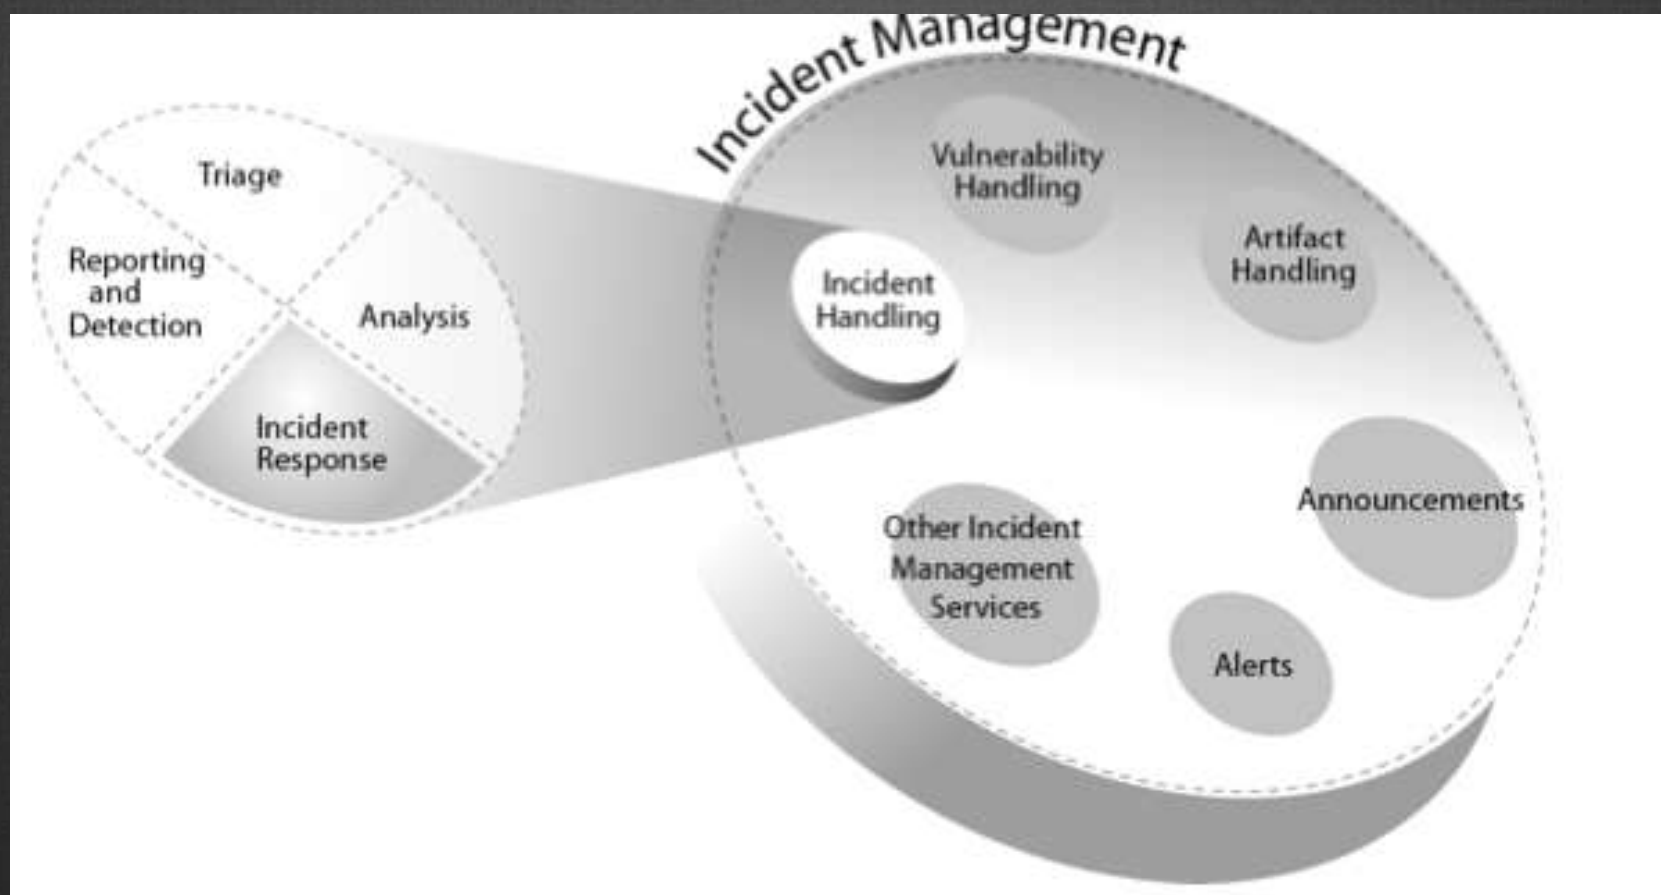 Incident Management
Triage
Reporting
and
Detection
Analysis
Incident
Response
Incident
Handling
Vulnerability
Handling
Artifact
Handling
Announcements
Other Incident
Management
Services
Alerts